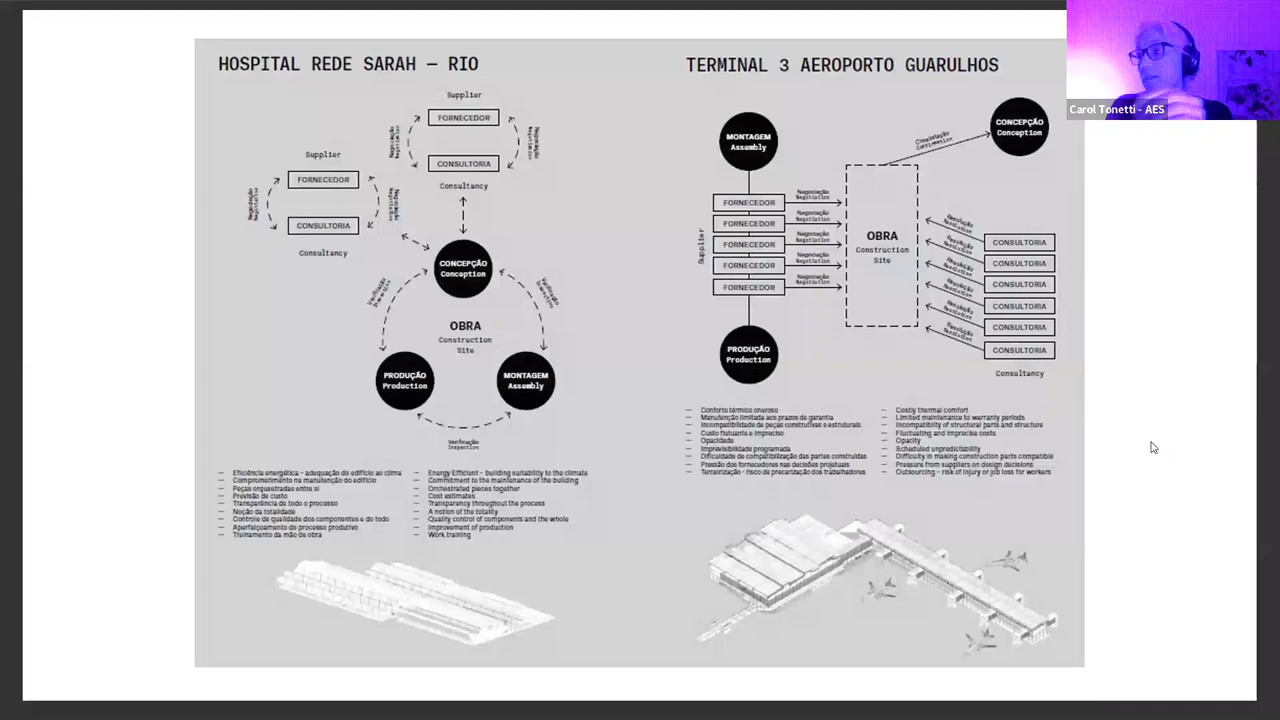 HOSPITAL REDE SARAH – RIO
Supplier
FORNECEDOR
Negociação
Negotiation
Negociação
Negotiation
CONSULTORIA
Consultancy
Supplier
FORNECEDOR
Negociação
Negotiation
Negociação
Negotiation
CONSULTORIA
Consultancy
CONCEPÇÃO
Conception
Verificação
Inspection
Verificação
Inspection
OBRA
Construction
Site
PRODUÇÃO
Production
MONTAGEM
Assembly
Verificação
Inspection
— Eficiência energética - adequação do edifício ao clima
— Comprometimento na manutenção do edifício
— Peças orquestradas entre si
— Previsão de custo
— Transparência de todo o processo
— Noção da totalidade
— Controle de qualidade dos componentes e do todo
— Aperfeiçoamento do processo produtivo
— Treinamento da mão de obra
— Energy Efficient - building suitability to the climate
— Commitment to the maintenance of the building
— Orchestrated pieces together
— Cost estimates
— Transparency throughout the process
— A notion of the totality
— Quality control of components and the whole
— Improvement of production
— Work training
TERMINAL 3 AEROPORTO GUARULHOS
MONTAGEM
Assembly
CONCEPÇÃO
Conception
Supplier
FORNECEDOR
FORNECEDOR
FORNECEDOR
FORNECEDOR
FORNECEDOR
Negociação
Negotiation
Negociação
Negotiation
Negociação
Negotiation
Negociação
Negotiation
Negociação
Negotiation
OBRA
Construction
Site
CONSULTORIA
CONSULTORIA
CONSULTORIA
CONSULTORIA
CONSULTORIA
CONSULTORIA
Consultancy
PRODUÇÃO
Production
— Conforto térmico oneroso
— Manutenção limitada aos prazos de garantia
— Incompatibilidade de peças construtivas e estruturais
— Custo flutuante e impreciso
— Opacidade
— Imprevisibilidade programada
— Dificuldade de compatibilização das partes construídas
— Pressão dos fornecedores nas decisões projetuais
— Terceirização - risco de precarização dos trabalhadores
— Costly thermal comfort
— Limited maintenance to warranty periods
— Incompatibility of structural parts and structure
— Fluctuating and imprecise costs
— Opacity
— Scheduled unpredictability
— Difficulty in making construction parts compatible
— Pressure from suppliers on design decisions
— Outsourcing - risk of injury or job loss for workers
Carol Tonetti - AES